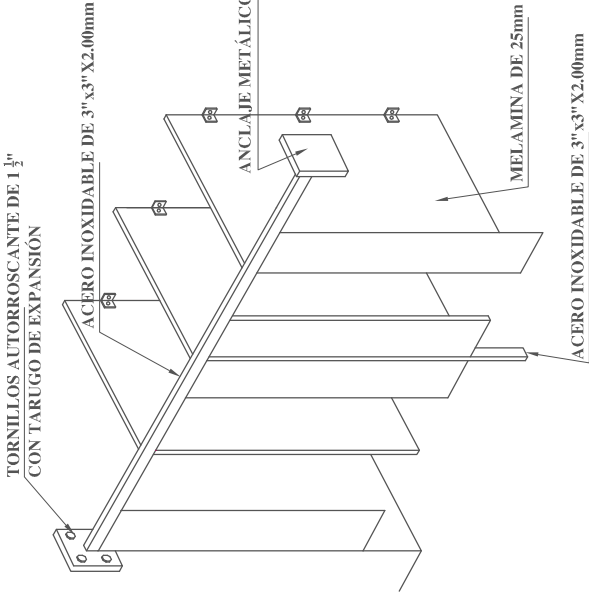 TORNILLOS AUTORROSCANTE DE 1 1/2"
CON TARUGO DE EXPANSIÓN
ACERO INOXIDABLE DE 3"x3"X2.00mm
ANCLAJE METÁLICO
MELAMINA DE 25mm
ACERO INOXIDABLE DE 3"x3"X2.00mm